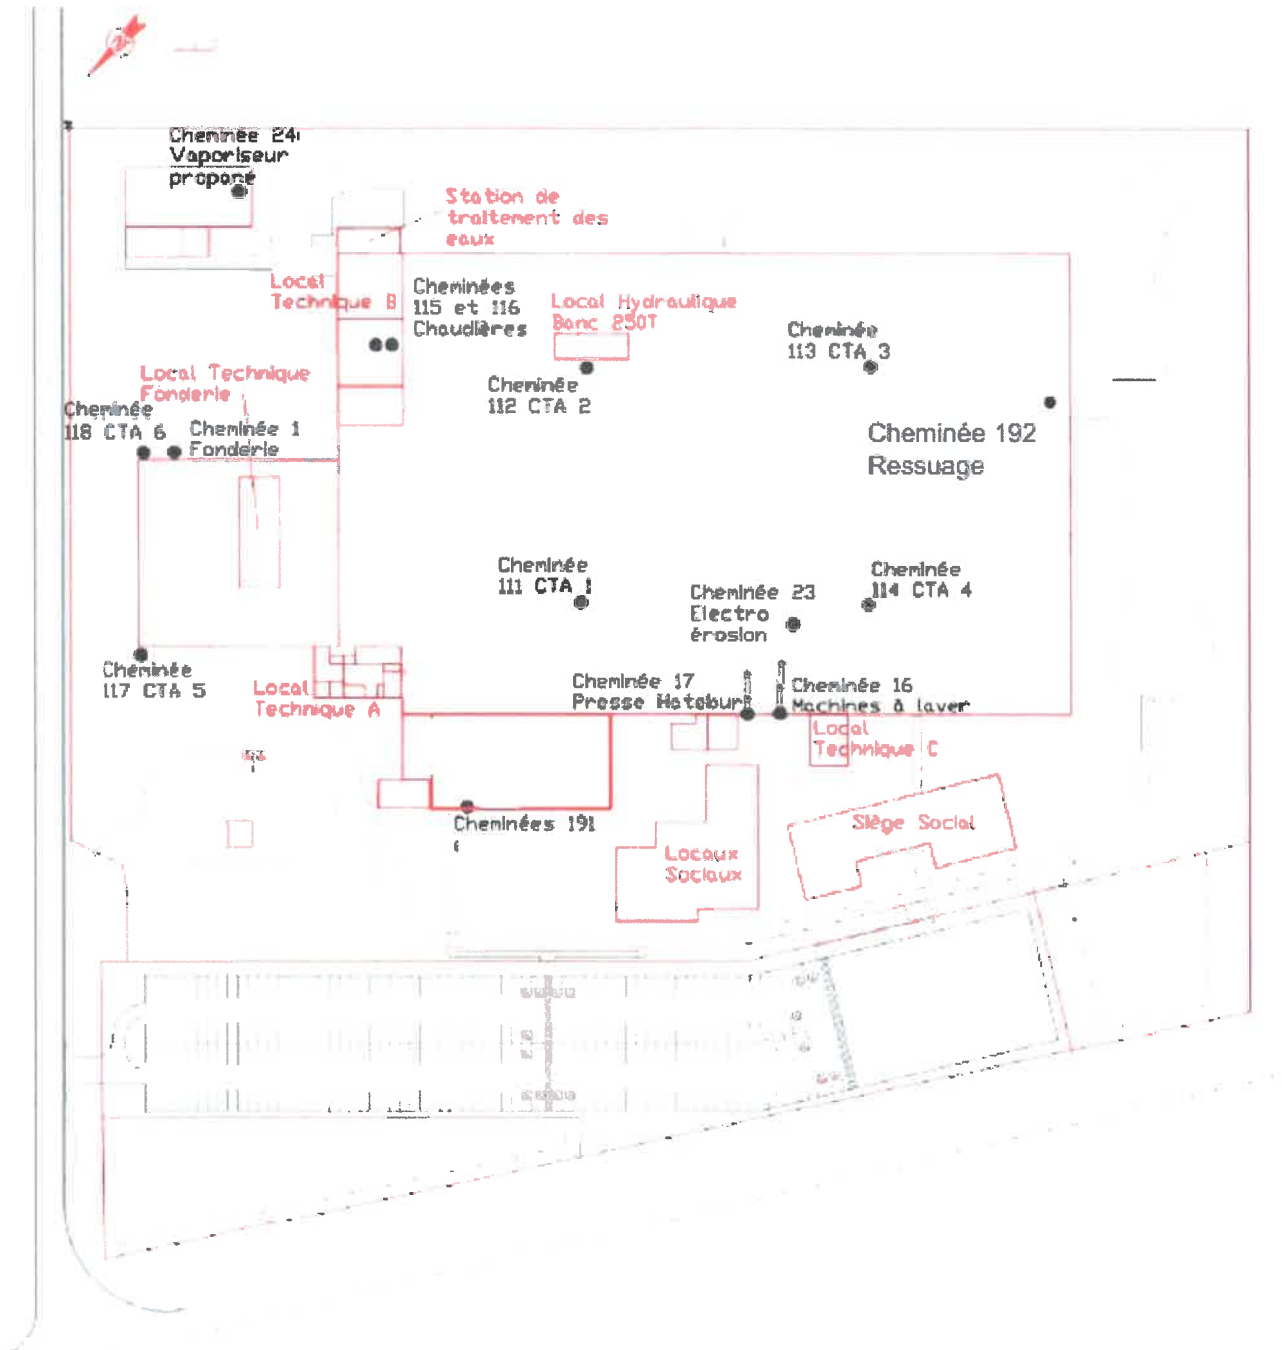 Cheminée 24
Vaporiseur
propane
Station de
traitement des
eaux
Local
Technique B
Cheminées
115 et 116
Chaudières
Local Hydraulique
Banc 250T
Cheminée
113 CTA 3
Local Technique
Fonderie
Cheminée
112 CTA 2
Cheminée
118 CTA 6
Cheminée 1
Fonderie
Cheminée 192
Ressuage
Cheminée
111 CTA 1
Cheminée 23
Electro
érosion
Cheminée
114 CTA 4
Cheminée
117 CTA 5
Local
Technique A
Cheminée 17
Presse Hatebur
Cheminée 16
Machines à laver
Local
Technique C
Cheminées 191
Siège Social
Locaux
Sociaux